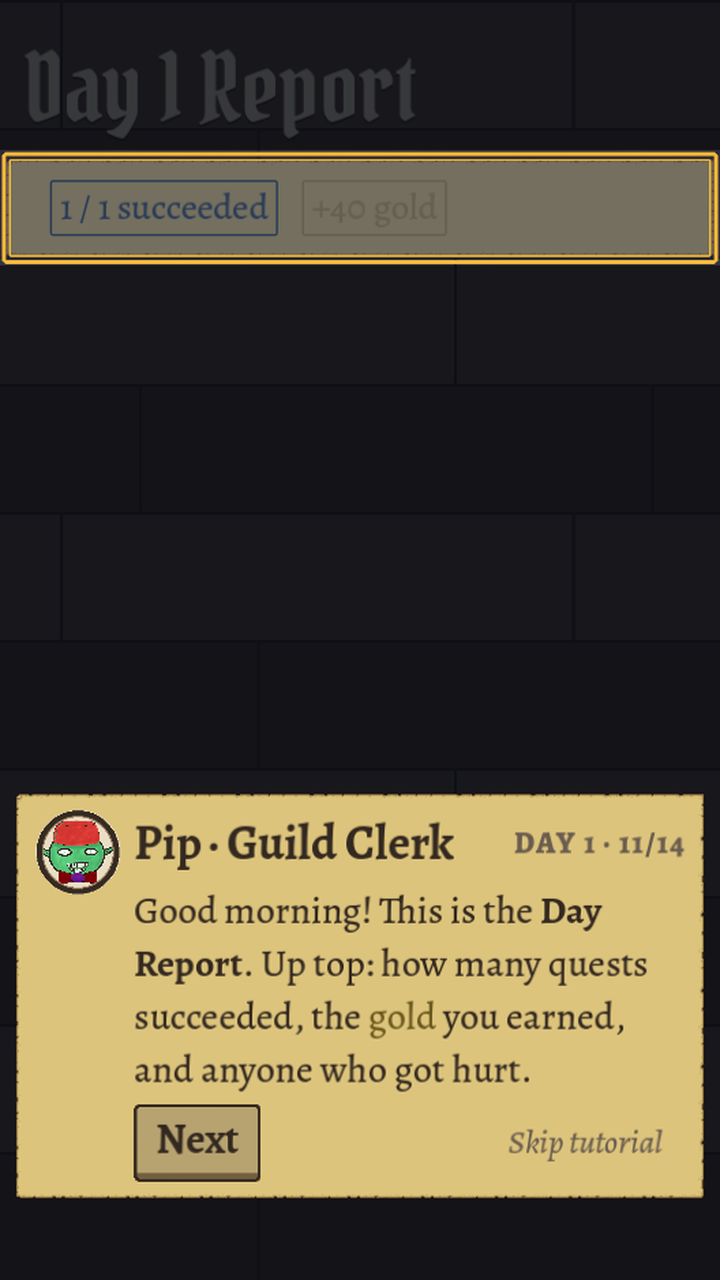 Day 1 Report
1 / 1 succeeded
+40 gold
Pip · Guild Clerk
DAY 1 · 11/14
Good morning! This is the Day
Report. Up top: how many quests
succeeded, the gold you earned,
and anyone who got hurt.
Next
Skip tutorial